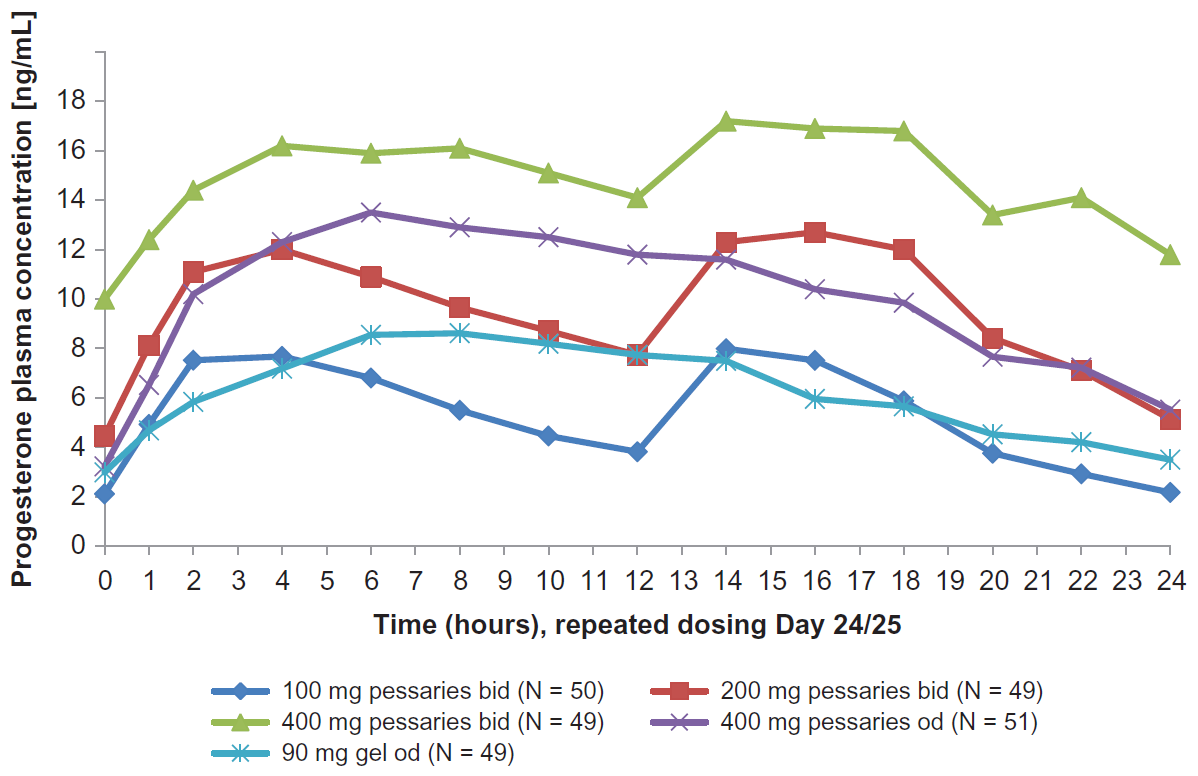 Progesterone plasma concentration [ng/mL]
18
16
14
12
10
8
6
4
2
0
0 1 2 3 4 5 6 7 8 9 10 11 12 13 14 15 16 17 18 19 20 21 22 23 24
Time (hours), repeated dosing Day 24/25
100 mg pessaries bid (N = 50) 200 mg pessaries bid (N = 49)
400 mg pessaries bid (N = 49) 400 mg pessaries od (N = 51)
90 mg gel od (N = 49)